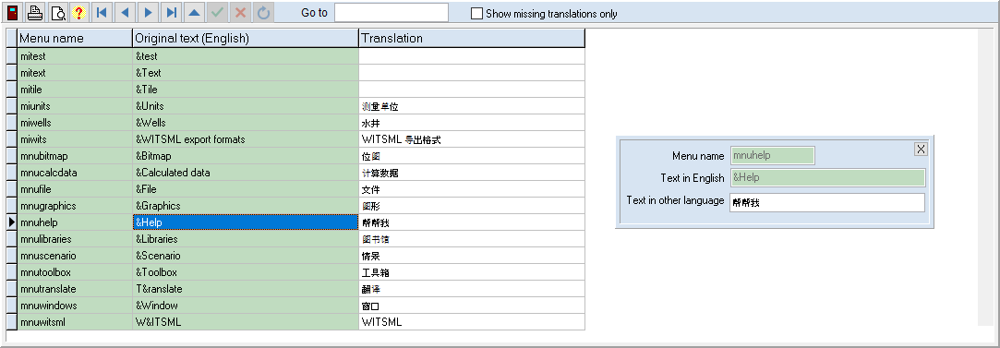 Go to Show missing translations only
Menu name Original text (English) Translation
mitest &test
mitext &Text
mitile &Tile
miunits &Units 测量单位
miwells &Wells 水井
miwits &WITSML export formats WITSML 导出格式
mnubitmap &Bitmap 位图
mnucalcdata &Calculated data 计算数据
mnufile &File 文件
mnugraphics &Graphics 图形
mnuhelp &Help 帮帮我
mnulibraries &Libraries 图书馆
mnuscenario &Scenario 情景
mnutoolbox &Toolbox 工具箱
mnutranslate T&ranslate 翻译
mnuwindows &Window 窗口
mnuwitsml W&ITSML WITSML
Menu name mnuhelp
Text in English &Help
Text in other language 帮帮我